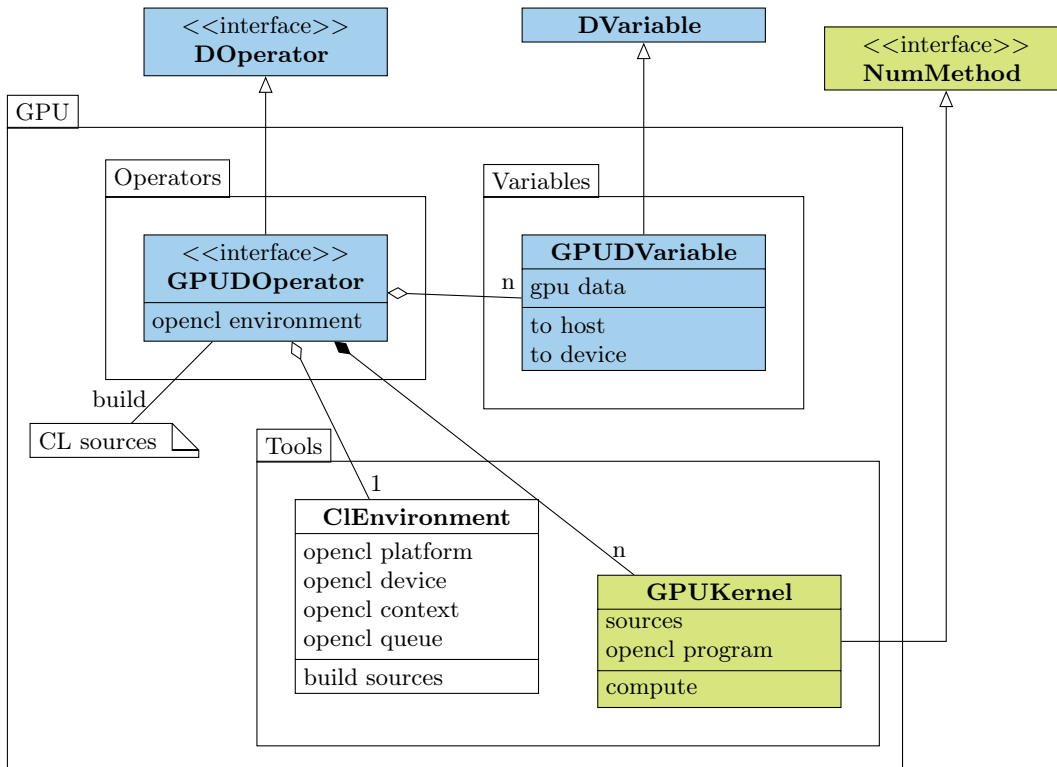 <<interface>>
DOperator
DVariable
<<interface>>
NumMethod
GPU
Operators
Variables
<<interface>>
GPUDOperator
opencl environment
n
GPUDVariable
gpu data
to host
to device
build
CL sources
Tools
1
ClEnvironment
opencl platform
opencl device
opencl context
opencl queue
build sources
n
GPUKernel
sources
opencl program
compute